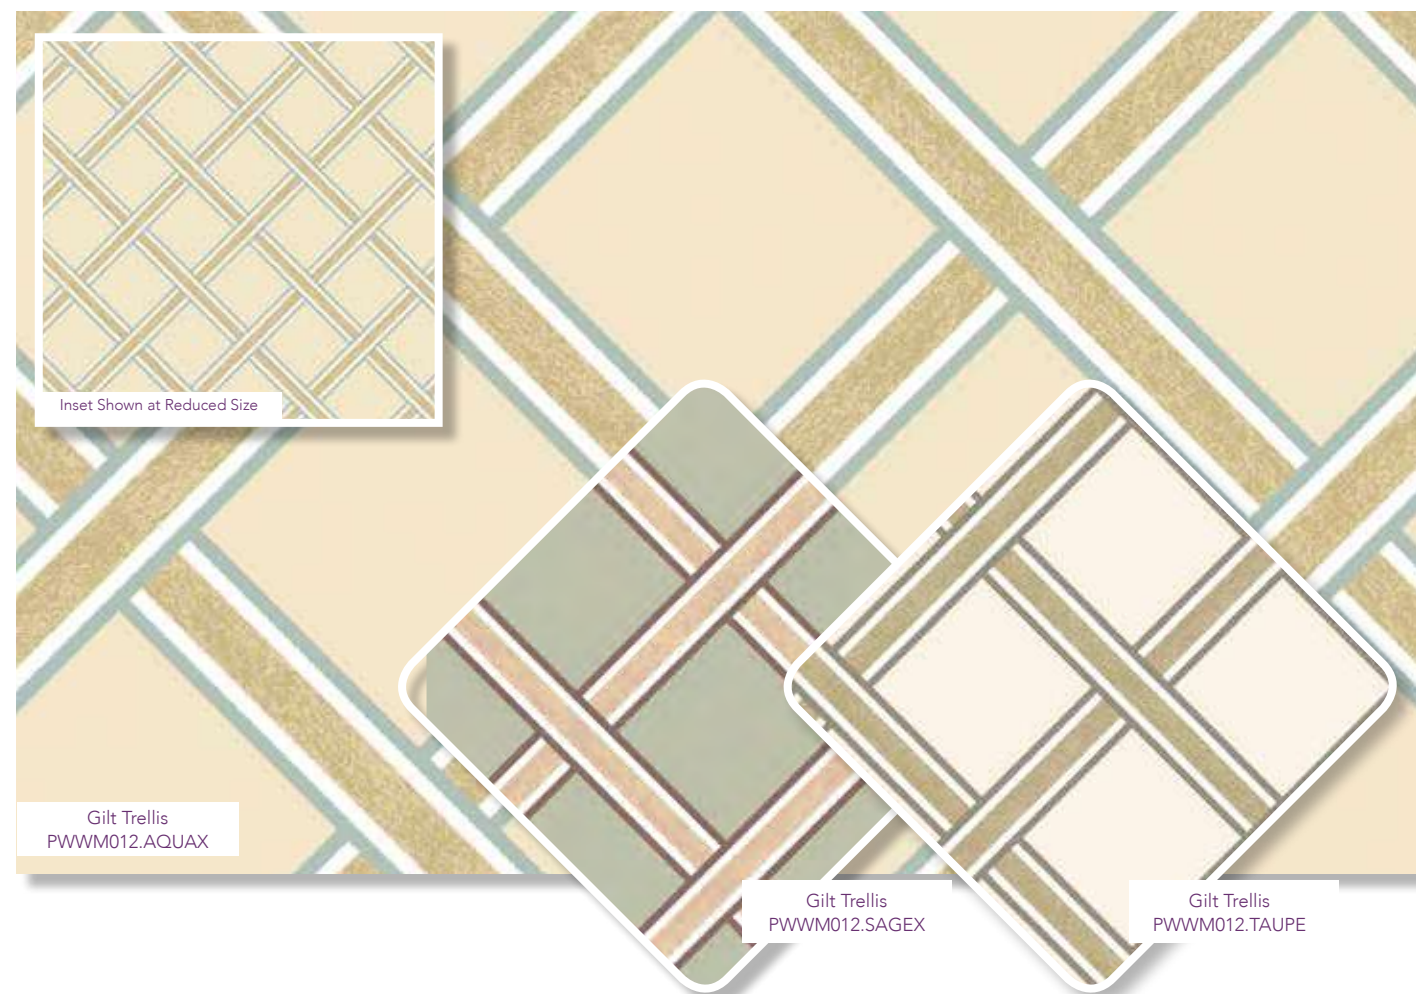 Inset Shown at Reduced Size
Gilt Trellis
PWWM012.AQUAX
Gilt Trellis
PWWM012.SAGEX
Gilt Trellis
PWWM012.TAUPE